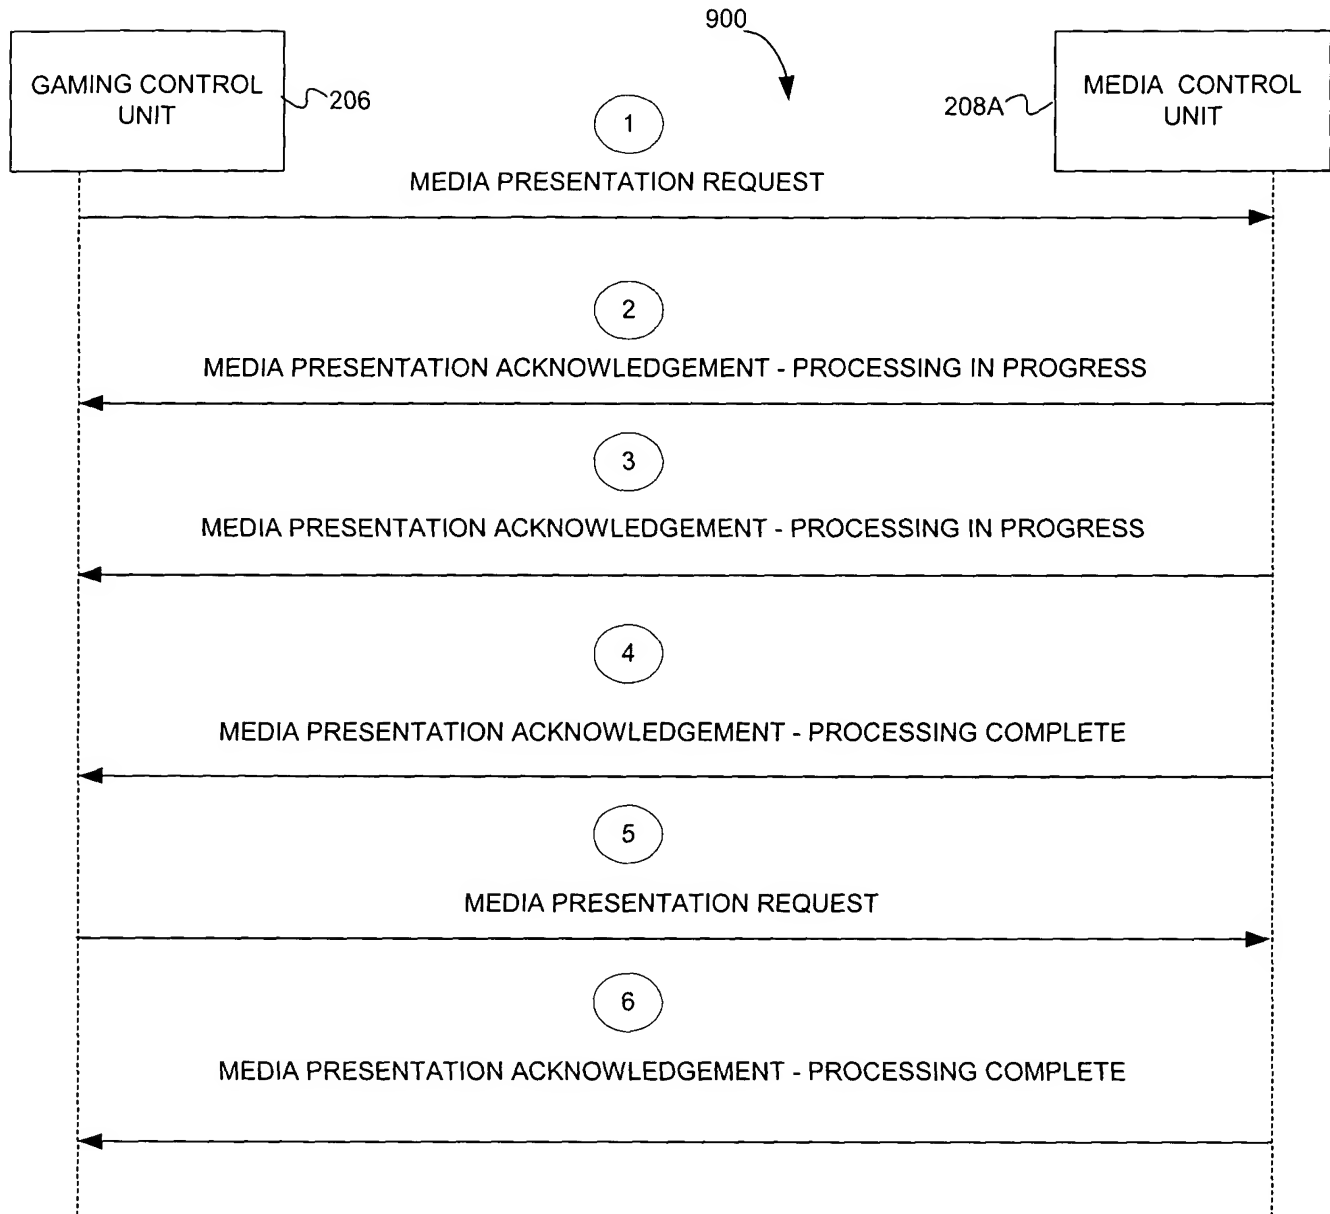 900
GAMING CONTROL
UNIT
206
MEDIA CONTROL
UNIT
208A
1
MEDIA PRESENTATION REQUEST
2
MEDIA PRESENTATION ACKNOWLEDGEMENT - PROCESSING IN PROGRESS
3
MEDIA PRESENTATION ACKNOWLEDGEMENT - PROCESSING IN PROGRESS
4
MEDIA PRESENTATION ACKNOWLEDGEMENT - PROCESSING COMPLETE
5
MEDIA PRESENTATION REQUEST
6
MEDIA PRESENTATION ACKNOWLEDGEMENT - PROCESSING COMPLETE